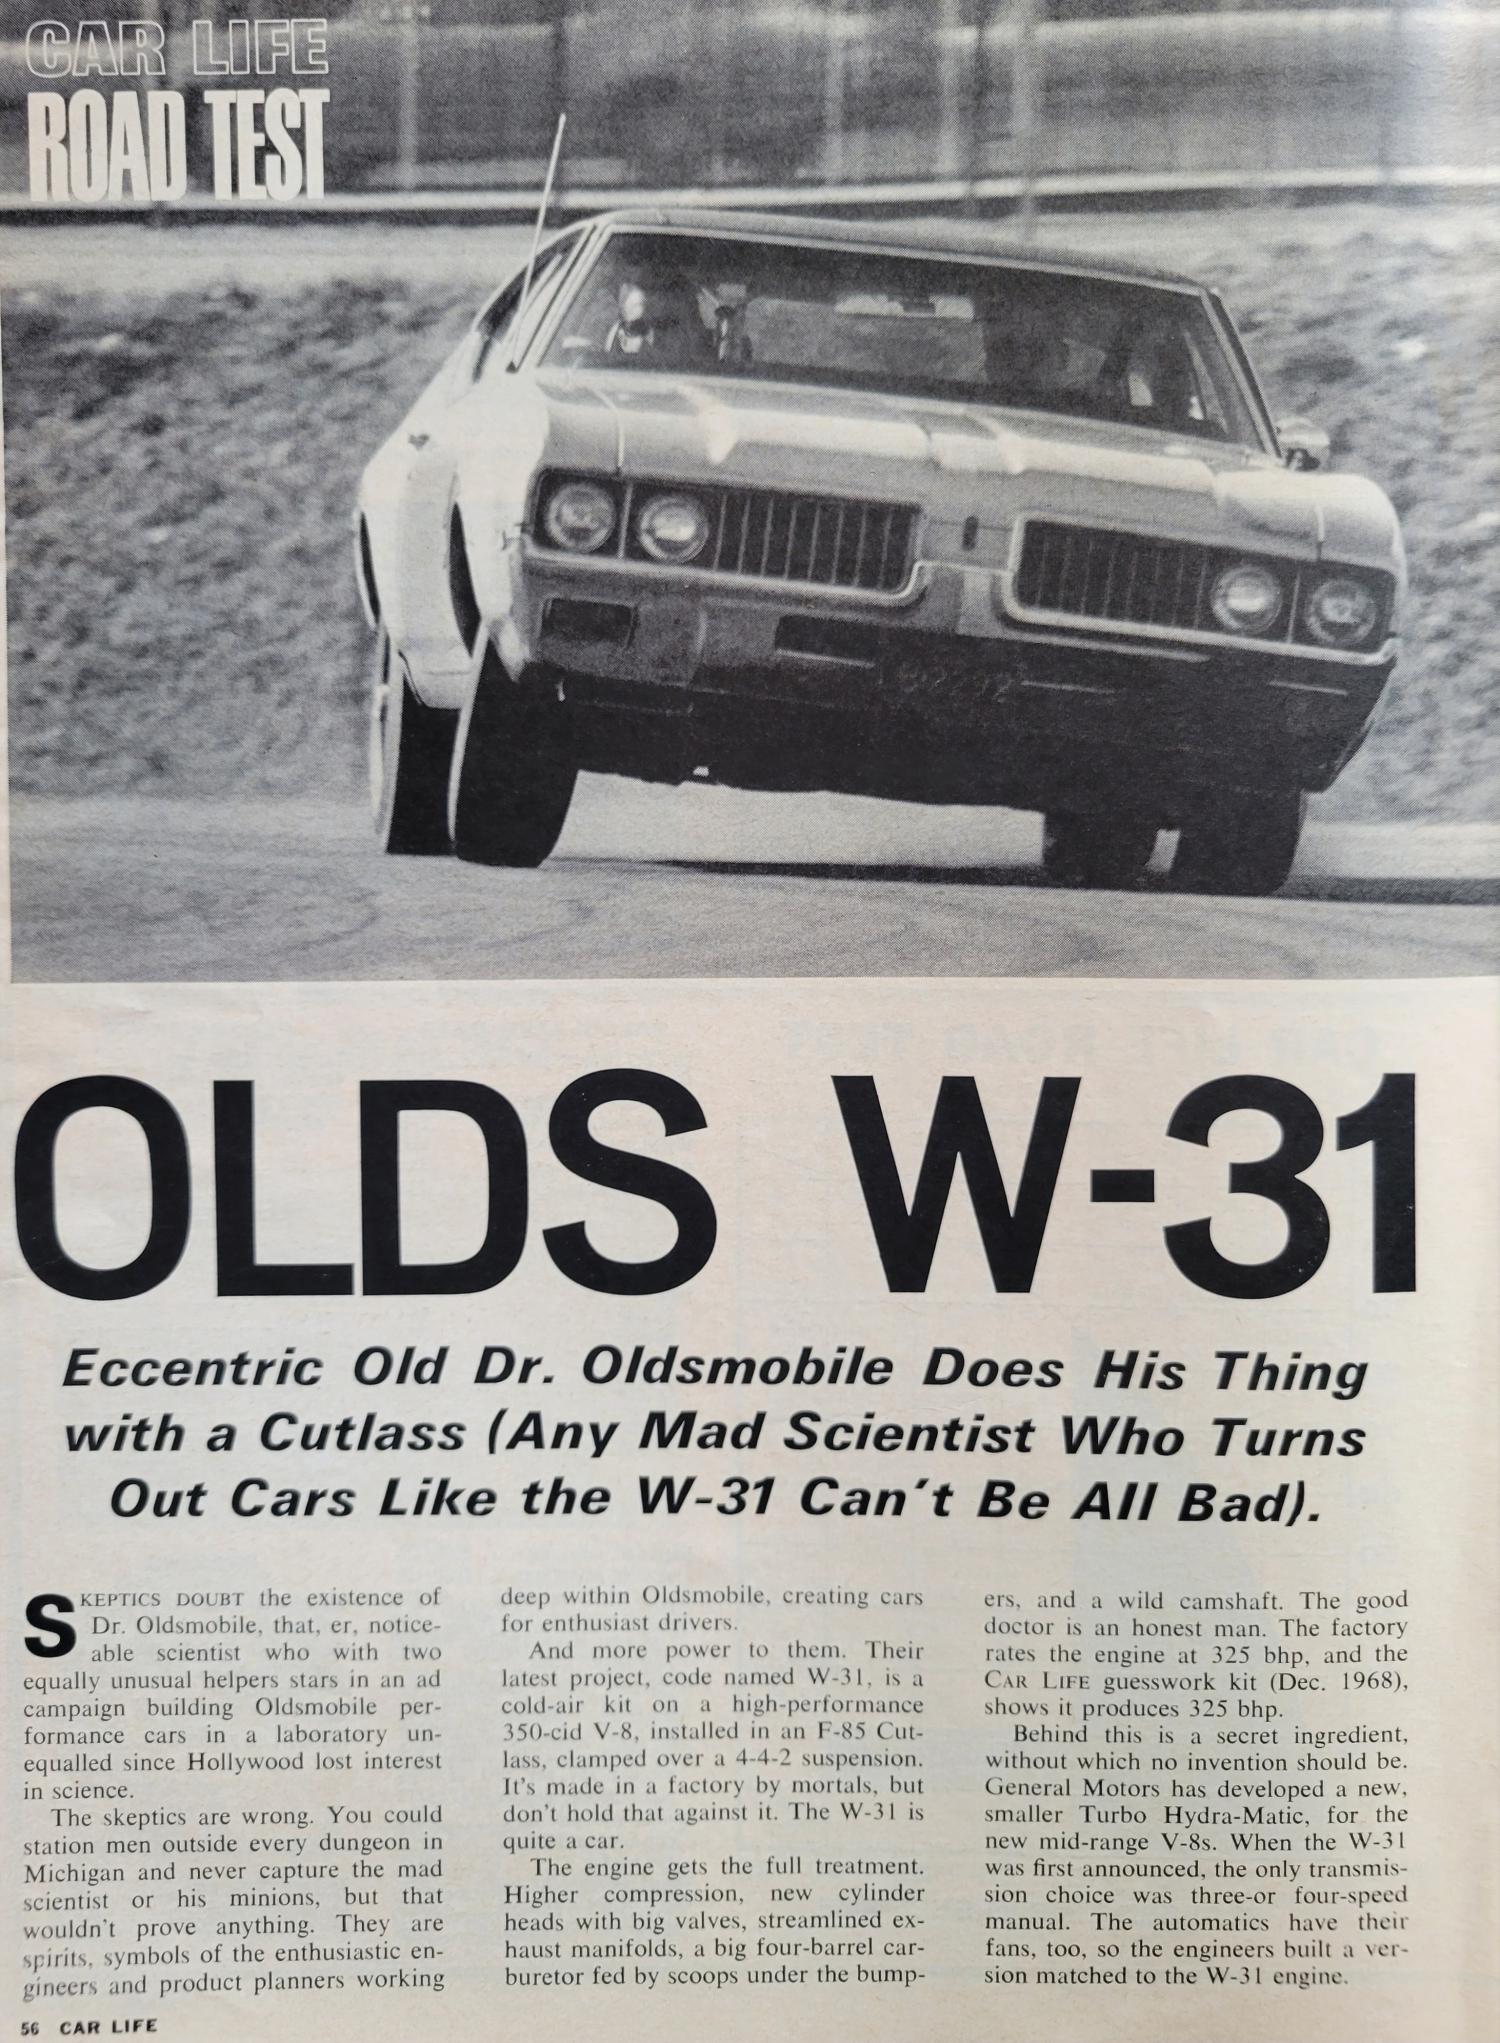 CAR LIFE
ROAD TEST
OLDS W-31
Eccentric Old Dr. Oldsmobile Does His Thing
with a Cutlass (Any Mad Scientist Who Turns
Out Cars Like the W-31 Can't Be All Bad).
SKEPTICS DOUBT the existence of
Dr. Oldsmobile, that, er, notice-
able scientist who with two
equally unusual helpers stars in an ad
campaign building Oldsmobile per-
formance cars in a laboratory un-
equalled since Hollywood lost interest
in science.
The skeptics are wrong. You could
station men outside every dungeon in
Michigan and never capture the mad
scientist or his minions, but that
wouldn't prove anything. They are
spirits, symbols of the enthusiastic en-
gineers and product planners working
deep within Oldsmobile, creating cars
for enthusiast drivers.
And more power to them. Their
latest project, code named W-31, is a
cold-air kit on a high-performance
350-cid V-8, installed in an F-85 Cut-
lass, clamped over a 4-4-2 suspension.
It's made in a factory by mortals, but
don't hold that against it. The W-31 is
quite a car.
The engine gets the full treatment.
Higher compression, new cylinder
heads with big valves, streamlined ex-
haust manifolds, a big four-barrel car-
buretor fed by scoops under the bump-
ers, and a wild camshaft. The good
doctor is an honest man. The factory
rates the engine at 325 bhp, and the
CAR LIFE guesswork kit (Dec. 1968),
shows it produces 325 bhp.
Behind this is a secret ingredient,
without which no invention should be.
General Motors has developed a new,
smaller Turbo Hydra-Matic, for the
new mid-range V-8s. When the W-31
was first announced, the only transmis-
sion choice was three-or four-speed
manual. The automatics have their
fans, too, so the engineers built a ver-
sion matched to the W-31 engine.
56 CAR LIFE